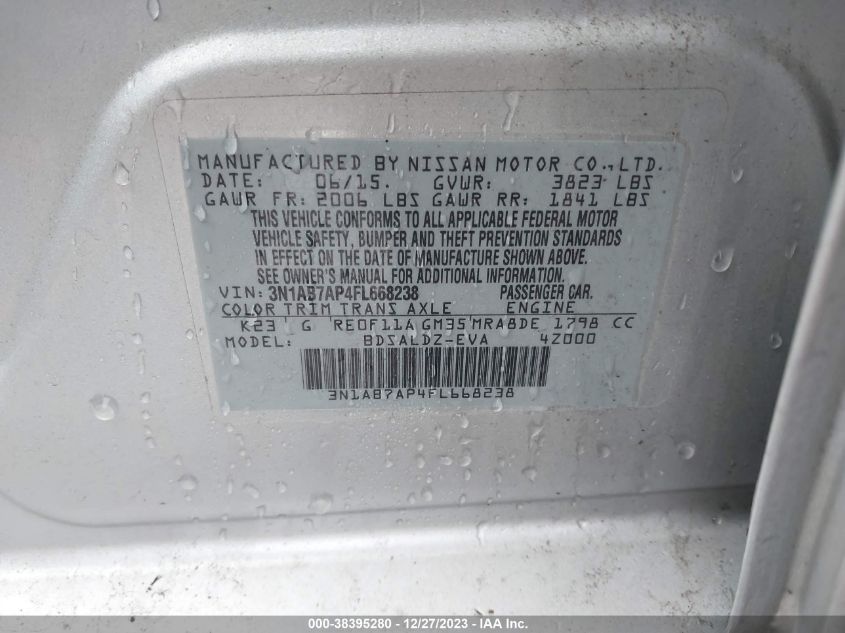 MANUFACTURED BY NISSAN MOTOR CO., LTD.
DATE: 06/15. GVWR: 3823 LBS
GAWR FR: 2006 LBS GAWR RR: 1841 LBS
THIS VEHICLE CONFORMS TO ALL APPLICABLE FEDERAL MOTOR
VEHICLE SAFETY, BUMPER AND THEFT PREVENTION STANDARDS
IN EFFECT ON THE DATE OF MANUFACTURE SHOWN ABOVE.
SEE OWNER'S MANUAL FOR ADDITIONAL INFORMATION.
VIN: 3N1AB7AP4FL668238 PASSENGER CAR.
COLOR TRIM TRANS AXLE ENGINE
K23 G RE0F11A GM35 MRA8DE 1798 CC
MODEL: BDSALDZ-EVA 4Z000
3N1AB7AP4FL668238
000-38395280 - 12/27/2023 - Copyright © IAA, Inc.